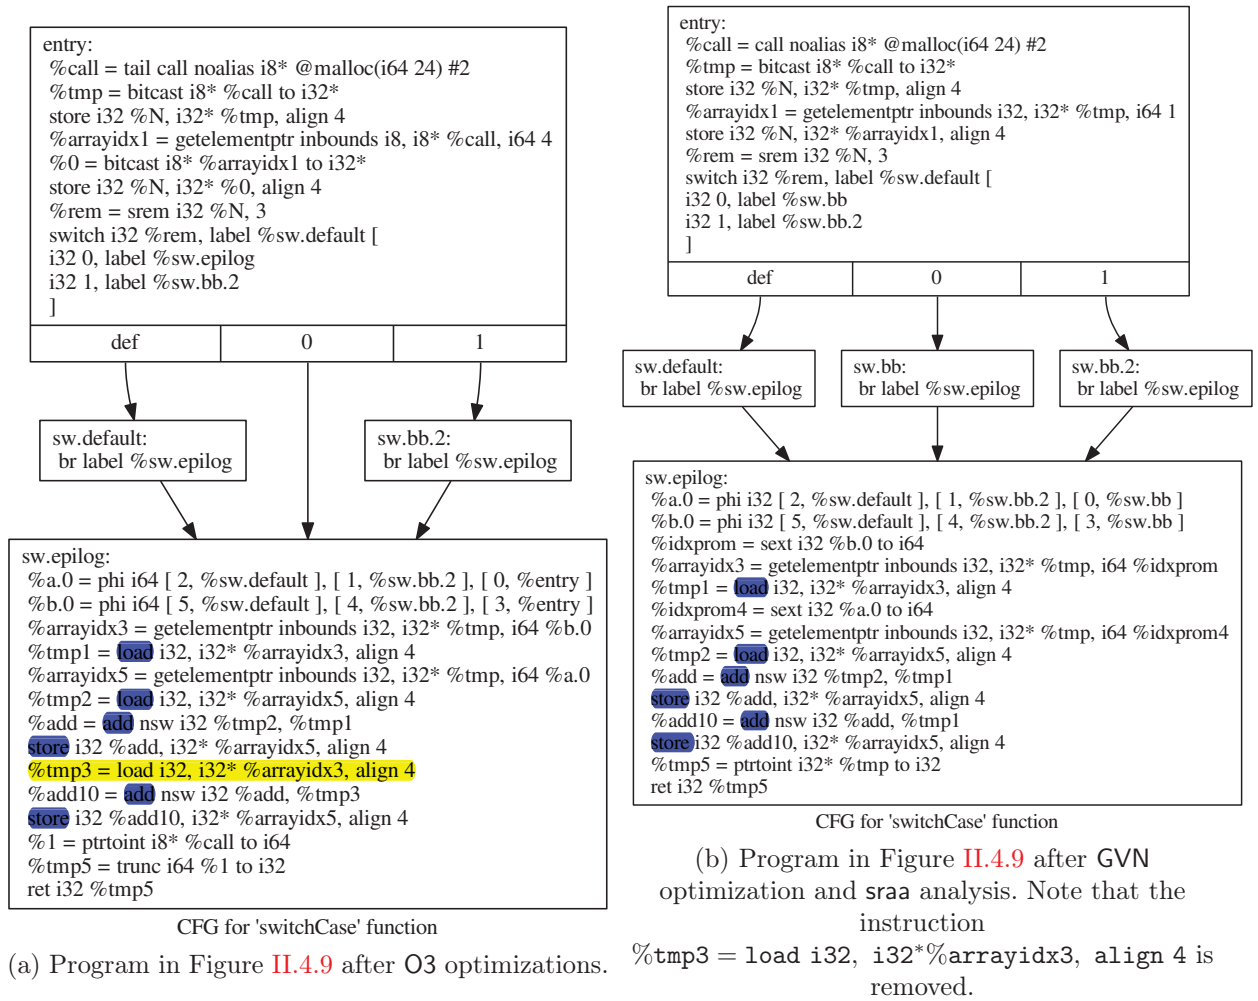 entry:
%call = tail call noalias i8* @malloc(i64 24) #2
%tmp = bitcast i8* %call to i32*
store i32 %N, i32* %tmp, align 4
%arrayidx1 = getelementptr inbounds i8, i8* %call, i64 4
%0 = bitcast i8* %arrayidx1 to i32*
store i32 %N, i32* %0, align 4
%rem = srem i32 %N, 3
switch i32 %rem, label %sw.default [
i32 0, label %sw.epilog
i32 1, label %sw.bb.2
]
def 0 1
sw.default:
br label %sw.epilog
sw.bb.2:
br label %sw.epilog
sw.epilog:
%a.0 = phi i64 [ 2, %sw.default ], [ 1, %sw.bb.2 ], [ 0, %entry ]
%b.0 = phi i64 [ 5, %sw.default ], [ 4, %sw.bb.2 ], [ 3, %entry ]
%arrayidx3 = getelementptr inbounds i32, i32* %tmp, i64 %b.0
%tmp1 = load i32, i32* %arrayidx3, align 4
%arrayidx5 = getelementptr inbounds i32, i32* %tmp, i64 %a.0
%tmp2 = load i32, i32* %arrayidx5, align 4
%add = add nsw i32 %tmp2, %tmp1
store i32 %add, i32* %arrayidx5, align 4
%tmp3 = load i32, i32* %arrayidx3, align 4
%add10 = add nsw i32 %add, %tmp3
store i32 %add10, i32* %arrayidx5, align 4
%1 = ptrtoint i8* %call to i64
%tmp5 = trunc i64 %1 to i32
ret i32 %tmp5
CFG for 'switchCase' function
(a) Program in Figure II.4.9 after O3 optimizations.
entry:
%call = call noalias i8* @malloc(i64 24) #2
%tmp = bitcast i8* %call to i32*
store i32 %N, i32* %tmp, align 4
%arrayidx1 = getelementptr inbounds i32, i32* %tmp, i64 1
store i32 %N, i32* %arrayidx1, align 4
%rem = srem i32 %N, 3
switch i32 %rem, label %sw.default [
i32 0, label %sw.bb
i32 1, label %sw.bb.2
]
def 0 1
sw.default:
br label %sw.epilog
sw.bb:
br label %sw.epilog
sw.bb.2:
br label %sw.epilog
sw.epilog:
%a.0 = phi i32 [ 2, %sw.default ], [ 1, %sw.bb.2 ], [ 0, %sw.bb ]
%b.0 = phi i32 [ 5, %sw.default ], [ 4, %sw.bb.2 ], [ 3, %sw.bb ]
%idxprom = sext i32 %b.0 to i64
%arrayidx3 = getelementptr inbounds i32, i32* %tmp, i64 %idxprom
%tmp1 = load i32, i32* %arrayidx3, align 4
%idxprom4 = sext i32 %a.0 to i64
%arrayidx5 = getelementptr inbounds i32, i32* %tmp, i64 %idxprom4
%tmp2 = load i32, i32* %arrayidx5, align 4
%add = add nsw i32 %tmp2, %tmp1
store i32 %add, i32* %arrayidx5, align 4
%add10 = add nsw i32 %add, %tmp1
store i32 %add10, i32* %arrayidx5, align 4
%tmp5 = ptrtoint i32* %tmp to i32
ret i32 %tmp5
CFG for 'switchCase' function
(b) Program in Figure II.4.9 after GVN
optimization and sraa analysis. Note that the
instruction
%tmp3 = load i32, i32*%arrayidx3, align 4 is
removed.